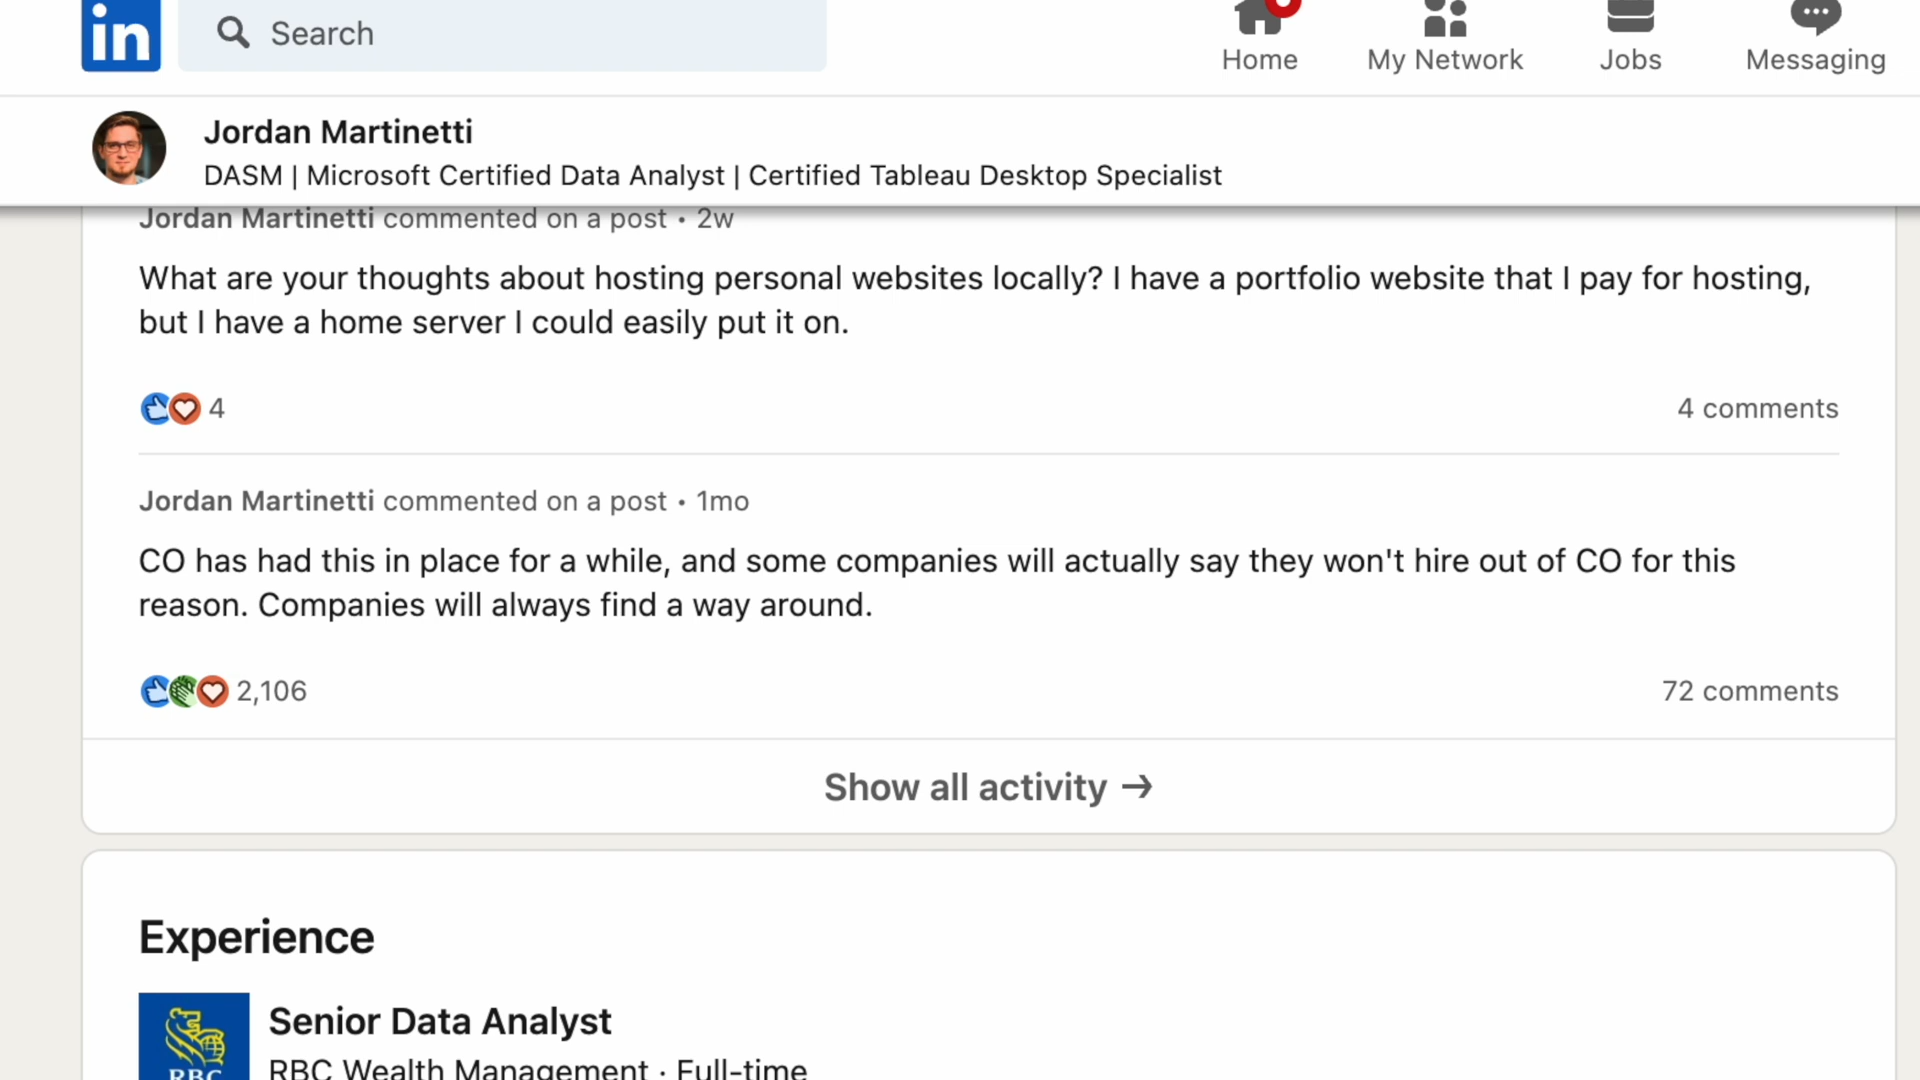 in
Search
Home
My Network
Jobs
Messaging
Jordan Martinetti
DASM | Microsoft Certified Data Analyst | Certified Tableau Desktop Specialist
Jordan Martinetti commented on a post • 2w
What are your thoughts about hosting personal websites locally? I have a portfolio website that I pay for hosting,
but I have a home server I could easily put it on.
4
4 comments
Jordan Martinetti commented on a post • 1mo
CO has had this in place for a while, and some companies will actually say they won't hire out of CO for this
reason. Companies will always find a way around.
2,106
72 comments
Show all activity →
Experience
Senior Data Analyst
RBC
RBC Wealth Management · Full-time